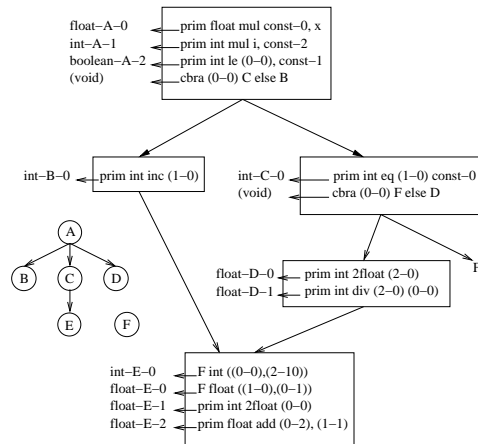 float-A-0 prim float mul const-0, x
int-A-1 prim int mul i, const-2
boolean-A-2 prim int le (0-0), const-1
(void) cbra (0-0) C else B
int-B-0 prim int inc (1-0)
int-C-0 prim int eq (1-0) const-0
(void) cbra (0-0) F else D
A
B C D
E F
F
float-D-0 prim int 2float (2-0)
float-D-1 prim int div (2-0) (0-0)
int-E-0 F int ((0-0),(2-10))
float-E-0 F float ((1-0),(0-1))
float-E-1 prim int 2float (0-0)
float-E-2 prim float add (0-2), (1-1)